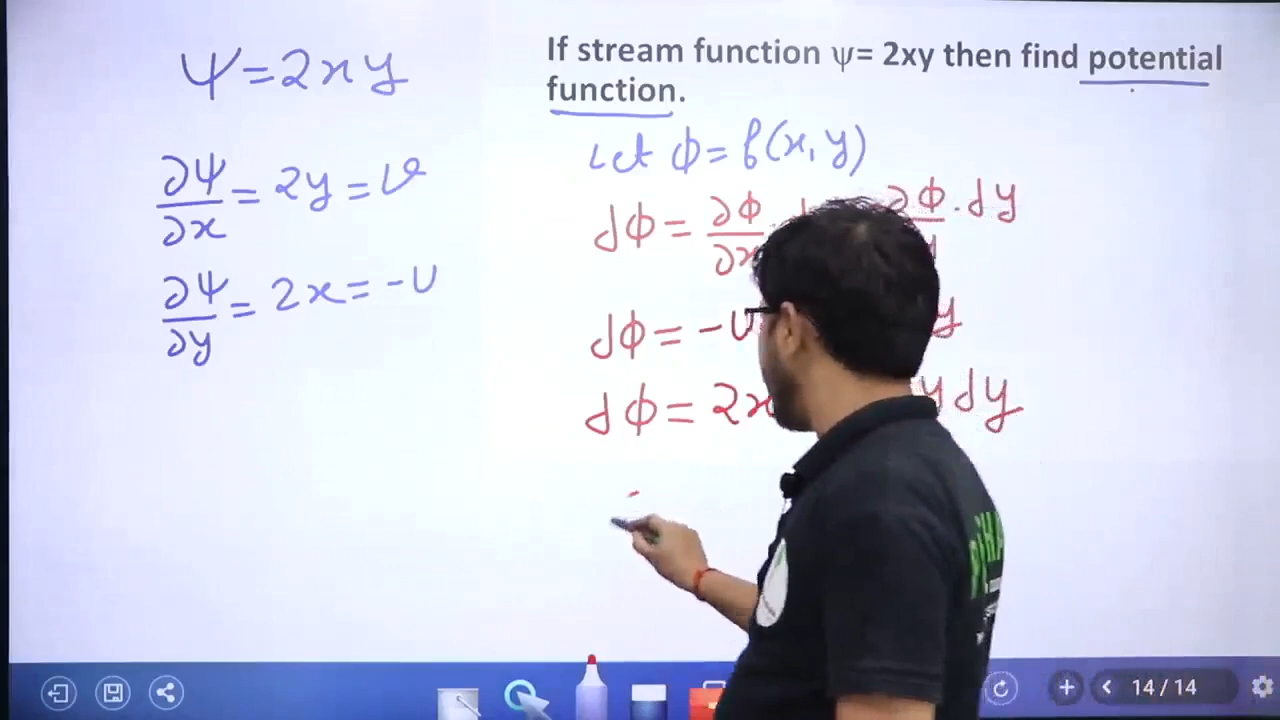 ψ=2xy
∂ψ/∂x = 2y = v
∂ψ/∂y = 2x = -U
If stream function ψ= 2xy then find potential
function.
Let ϕ = f(x, y)
dϕ = ∂ϕ/∂x . ∂ϕ . dy
dϕ = -U y
dϕ = 2x y dy
14 / 14